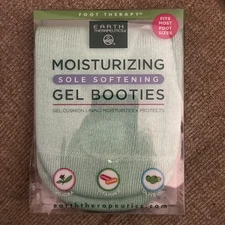 FOOT THERAPY™
EARTH
THERAPEUTICS®
FITS
MOST
FOOT
SIZES
MOISTURIZING
SOLE SOFTENING
GEL BOOTIES
GEL-CUSHION LINING MOISTURIZES + PROTECTS
earththerapeutics.com